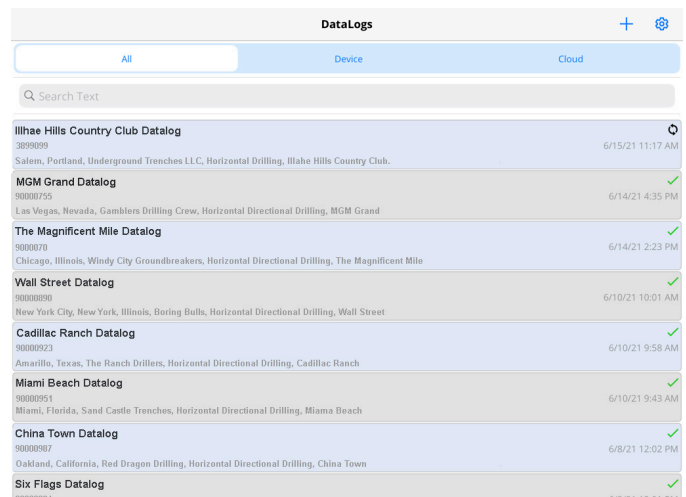 DataLogs
All Device Cloud
Search Text
Illhae Hills Country Club Datalog
3899099 6/15/21 11:17 AM
Salem, Portland, Underground Trenches LLC, Horizontal Drilling, Illahe Hills Country Club.
MGM Grand Datalog
90000755 6/14/21 4:35 PM
Las Vegas, Nevada, Gamblers Drilling Crew, Horizontal Directional Drilling, MGM Grand
The Magnificent Mile Datalog
9000070 6/14/21 2:23 PM
Chicago, Illinois, Windy City Groundbreakers, Horizontal Directional Drilling, The Magnificent Mile
Wall Street Datalog
90000890 6/10/21 10:01 AM
New York City, New York, Illinois, Boring Bulls, Horizontal Directional Drilling, Wall Street
Cadillac Ranch Datalog
90000923 6/10/21 9:58 AM
Amarillo, Texas, The Ranch Drillers, Horizontal Directional Drilling, Cadillac Ranch
Miami Beach Datalog
90000951 6/10/21 9:43 AM
Miami, Florida, Sand Castle Trenches, Horizontal Directional Drilling, Miama Beach
China Town Datalog
90000987 6/8/21 12:02 PM
Oakland, California, Red Dragon Drilling, Horizontal Directional Drilling, China Town
Six Flags Datalog